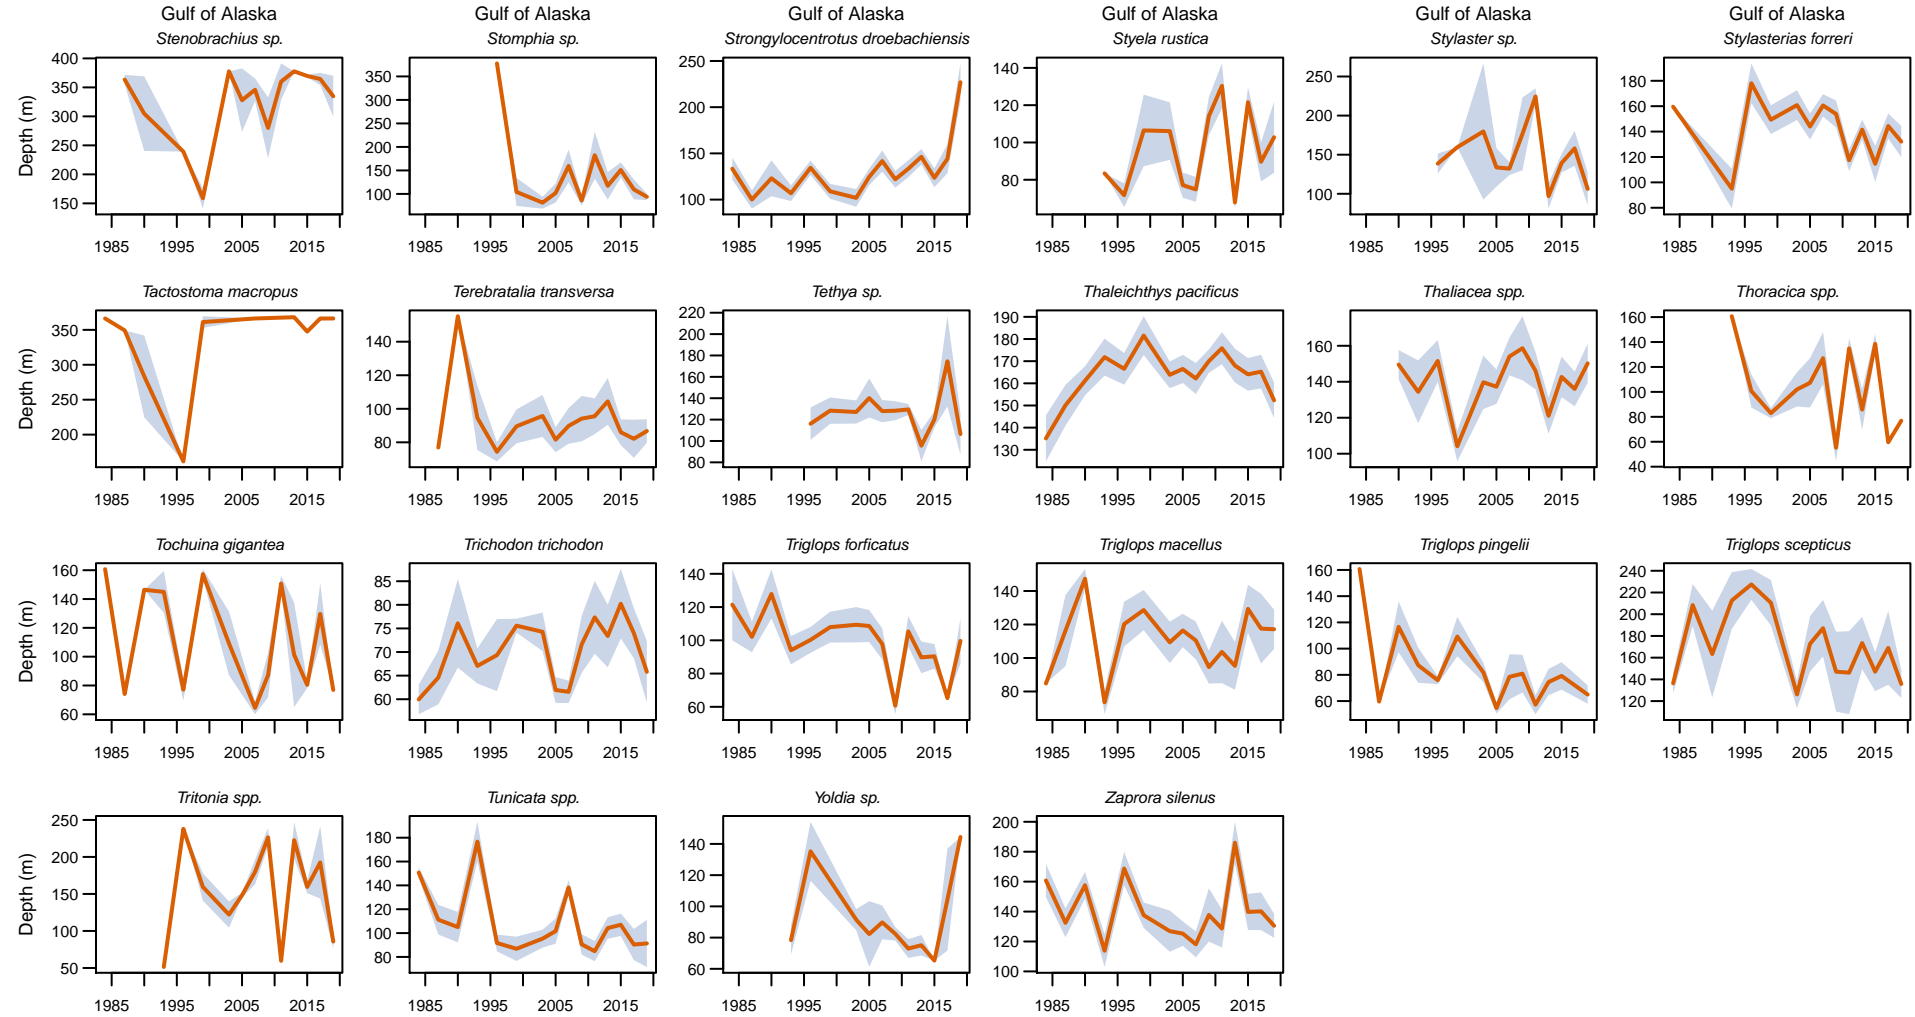 Gulf of Alaska Gulf of Alaska Gulf of Alaska Gulf of Alaska Gulf of Alaska Gulf of Alaska
Stenobrachius sp. Stomphia sp. Strongylocentrotus droebachiensis Styela rustica Stylaster sp. Stylasterias forreri
Depth (m)
400 350 300 250 200 150
350 300 250 200 150 100
250 200 150 100
140 120 100 80
250 200 150 100
180 160 140 120 100 80
1985 1995 2005 2015 1985 1995 2005 2015 1985 1995 2005 2015 1985 1995 2005 2015 1985 1995 2005 2015 1985 1995 2005 2015
Tactostoma macropus Terebratalia transversa Tethya sp. Thaleichthys pacificus Thaliacea spp. Thoracica spp.
Depth (m)
350 300 250 200
140 120 100 80
220 200 180 160 140 120 100 80
190 180 170 160 150 140 130
160 140 120 100
160 140 120 100 80 60 40
1985 1995 2005 2015 1985 1995 2005 2015 1985 1995 2005 2015 1985 1995 2005 2015 1985 1995 2005 2015 1985 1995 2005 2015
Tochuina gigantea Trichodon trichodon Triglops forficatus Triglops macellus Triglops pingelii Triglops scepticus
Depth (m)
160 140 120 100 80 60
85 80 75 70 65 60
140 120 100 80 60
140 120 100 80
160 140 120 100 80 60
240 220 200 180 160 140 120
1985 1995 2005 2015 1985 1995 2005 2015 1985 1995 2005 2015 1985 1995 2005 2015 1985 1995 2005 2015 1985 1995 2005 2015
Tritonia spp. Tunicata spp. Yoldia sp. Zaprora silenus
Depth (m)
250 200 150 100 50
180 160 140 120 100 80
140 120 100 80 60
200 180 160 140 120 100
1985 1995 2005 2015 1985 1995 2005 2015 1985 1995 2005 2015 1985 1995 2005 2015